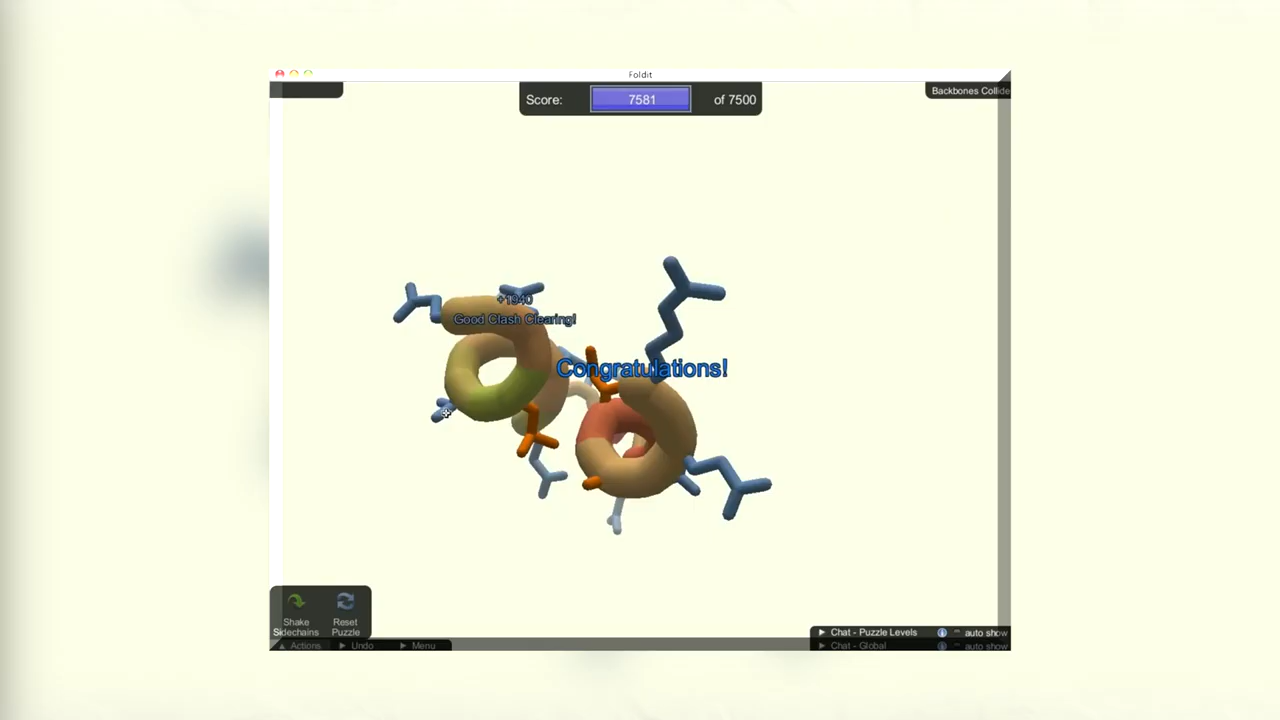 Foldit
Score: 7581 of 7500
Backbones Collide
+1940
Good Clash Clearing!
Congratulations!
Shake Sidechains
Reset Puzzle
▲ Actions ▶ Undo ▶ Menu
▶ Chat - Puzzle Levels auto show
▶ Chat - Global auto show